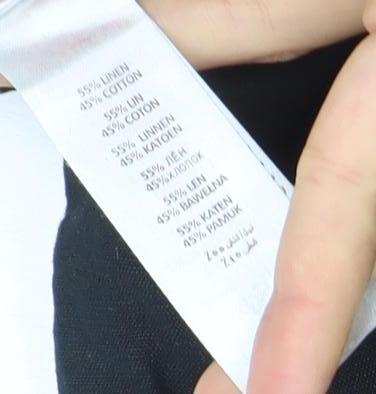 55% LINEN
45% COTTON
55% LIN
45% COTON
55% LINNEN
45% KATOEN
55% ЛЁН
45% ХЛОПОК
55% LEN
45% BAWEŁNA
55% KATEN
45% PAMUK